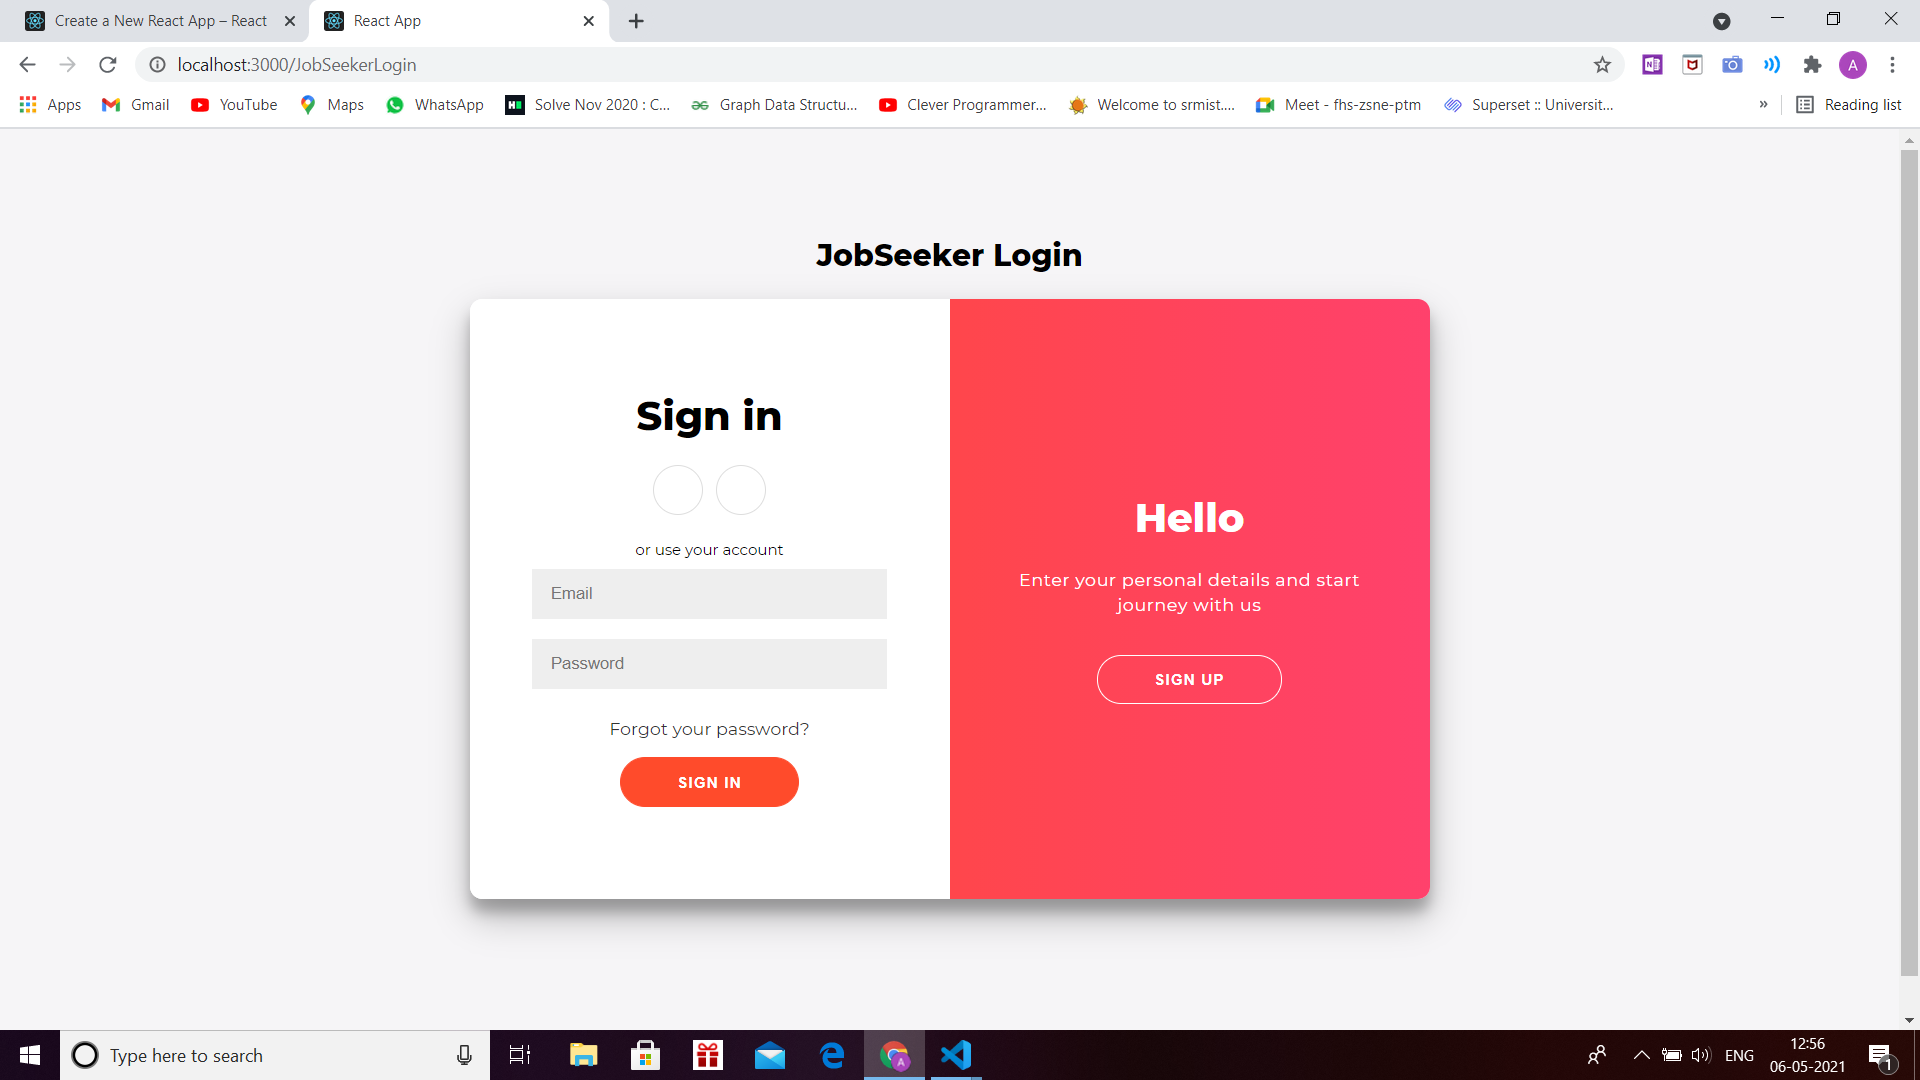 Create a New React App – React
React App
localhost:3000/JobSeekerLogin
A
Apps
Gmail
YouTube
Maps
WhatsApp
Solve Nov 2020 : C...
Graph Data Structu...
Clever Programmer...
Welcome to srmist....
Meet - fhs-zsne-ptm
Superset :: Universit...
»
Reading list
JobSeeker Login
Sign in
or use your account
Email
Password
Forgot your password?
SIGN IN
Hello
Enter your personal details and start
journey with us
SIGN UP
Type here to search
A
ENG
12:56
06-05-2021
1